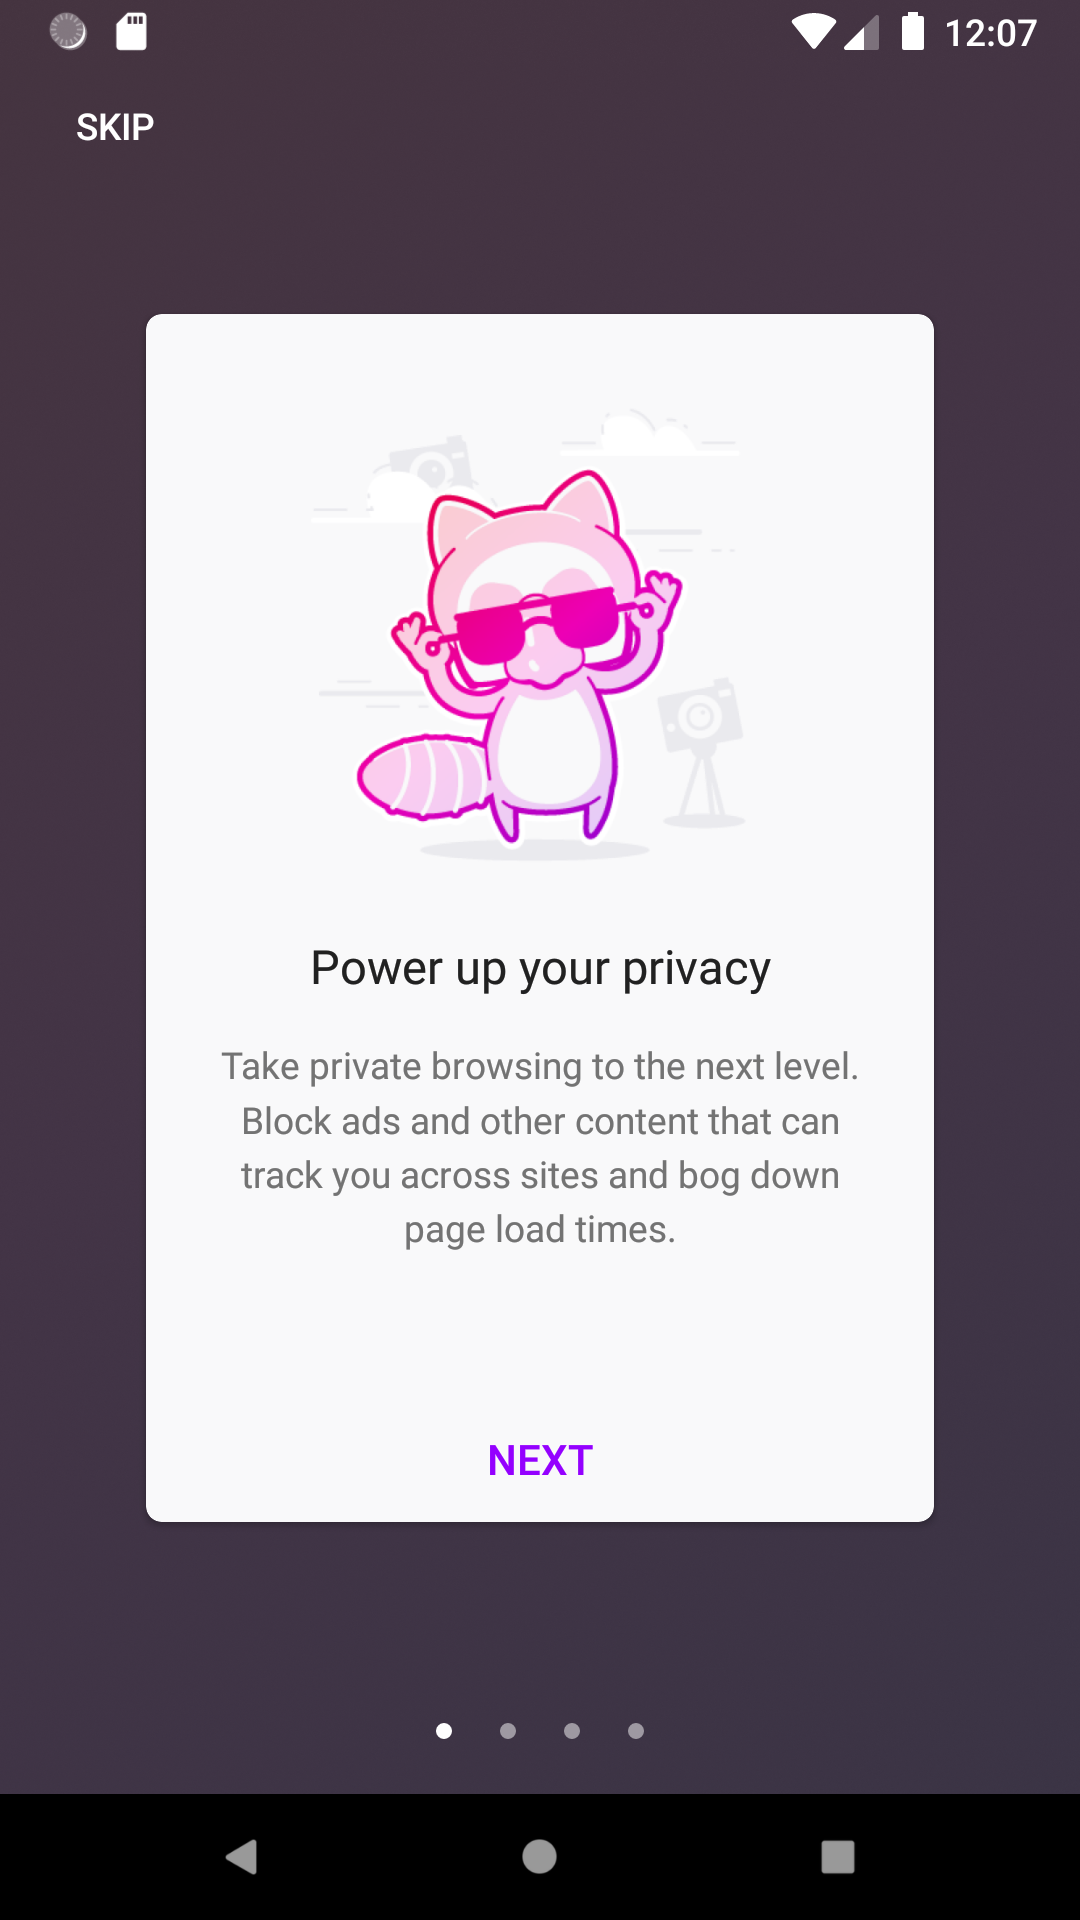 12:07
SKIP
Power up your privacy
Take private browsing to the next level.
Block ads and other content that can
track you across sites and bog down
page load times.
NEXT